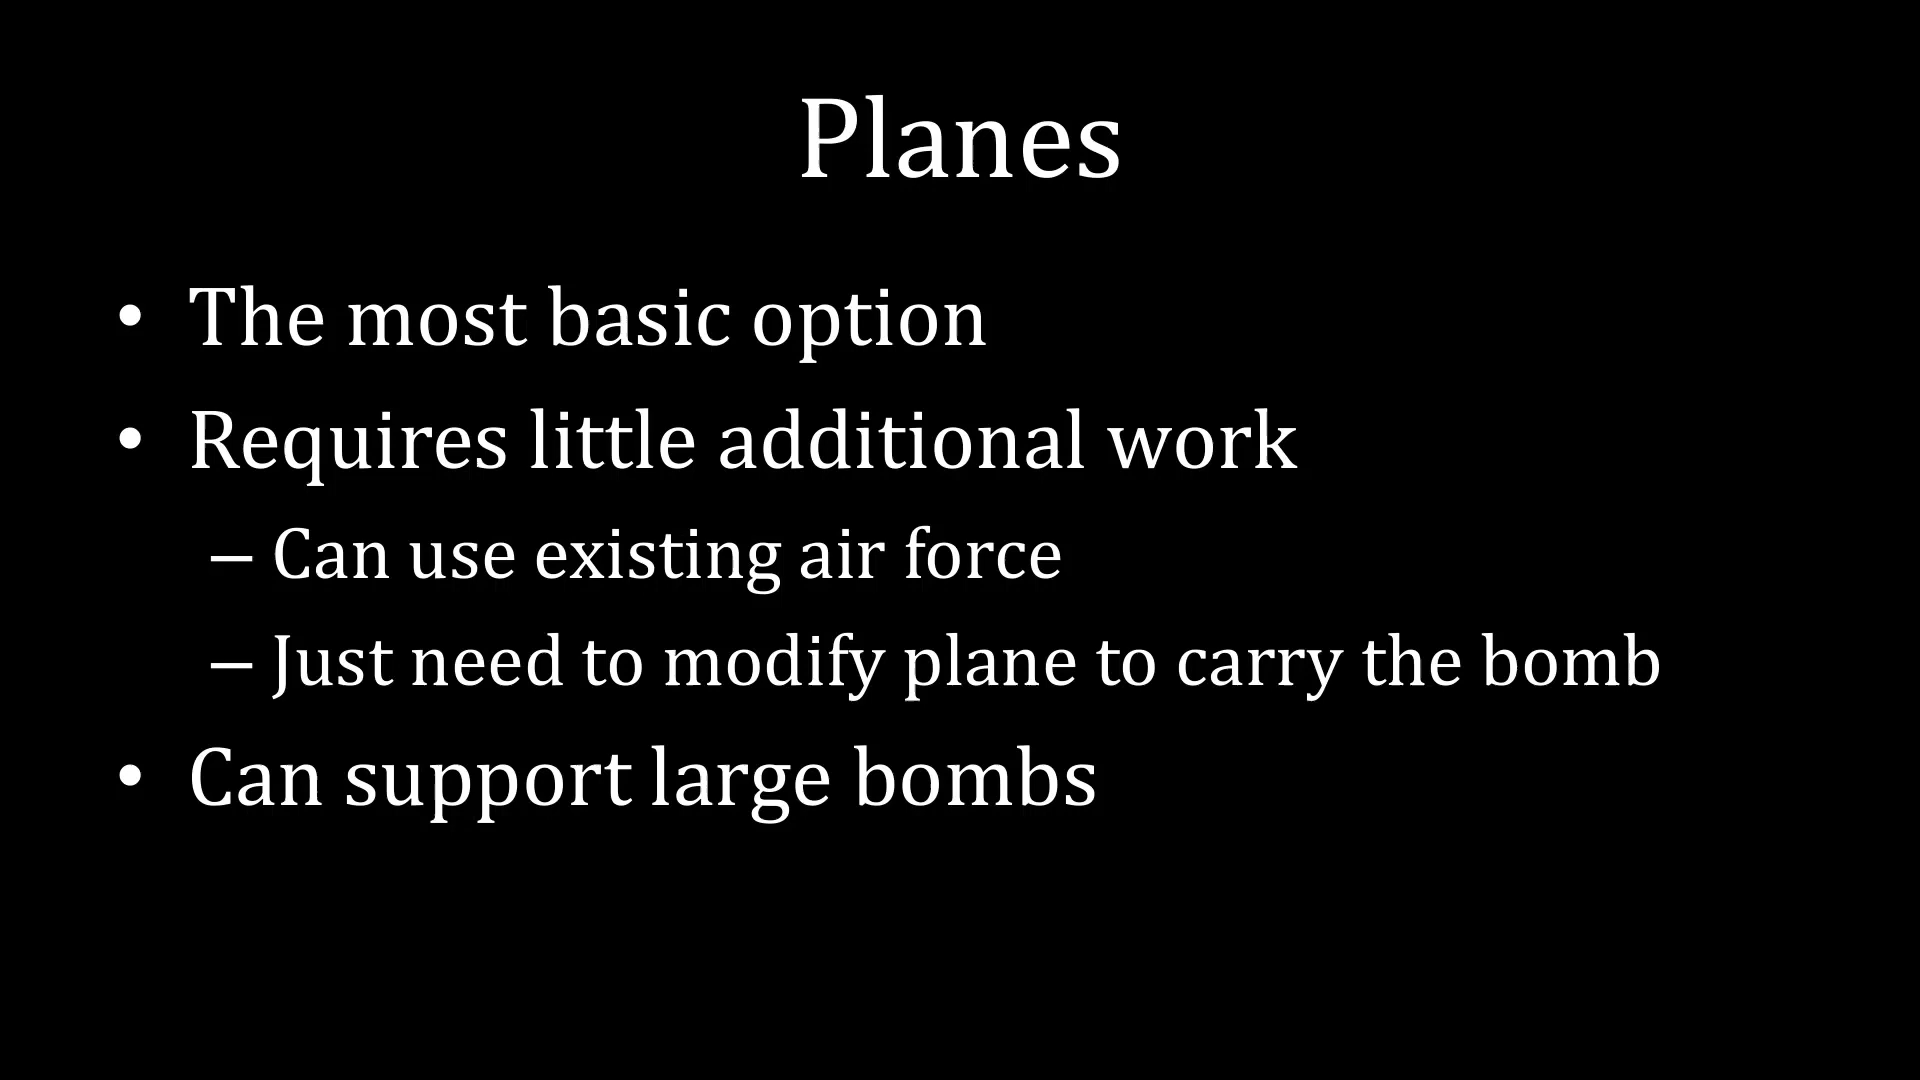 Planes
• The most basic option
• Requires little additional work
– Can use existing air force
– Just need to modify plane to carry the bomb
• Can support large bombs